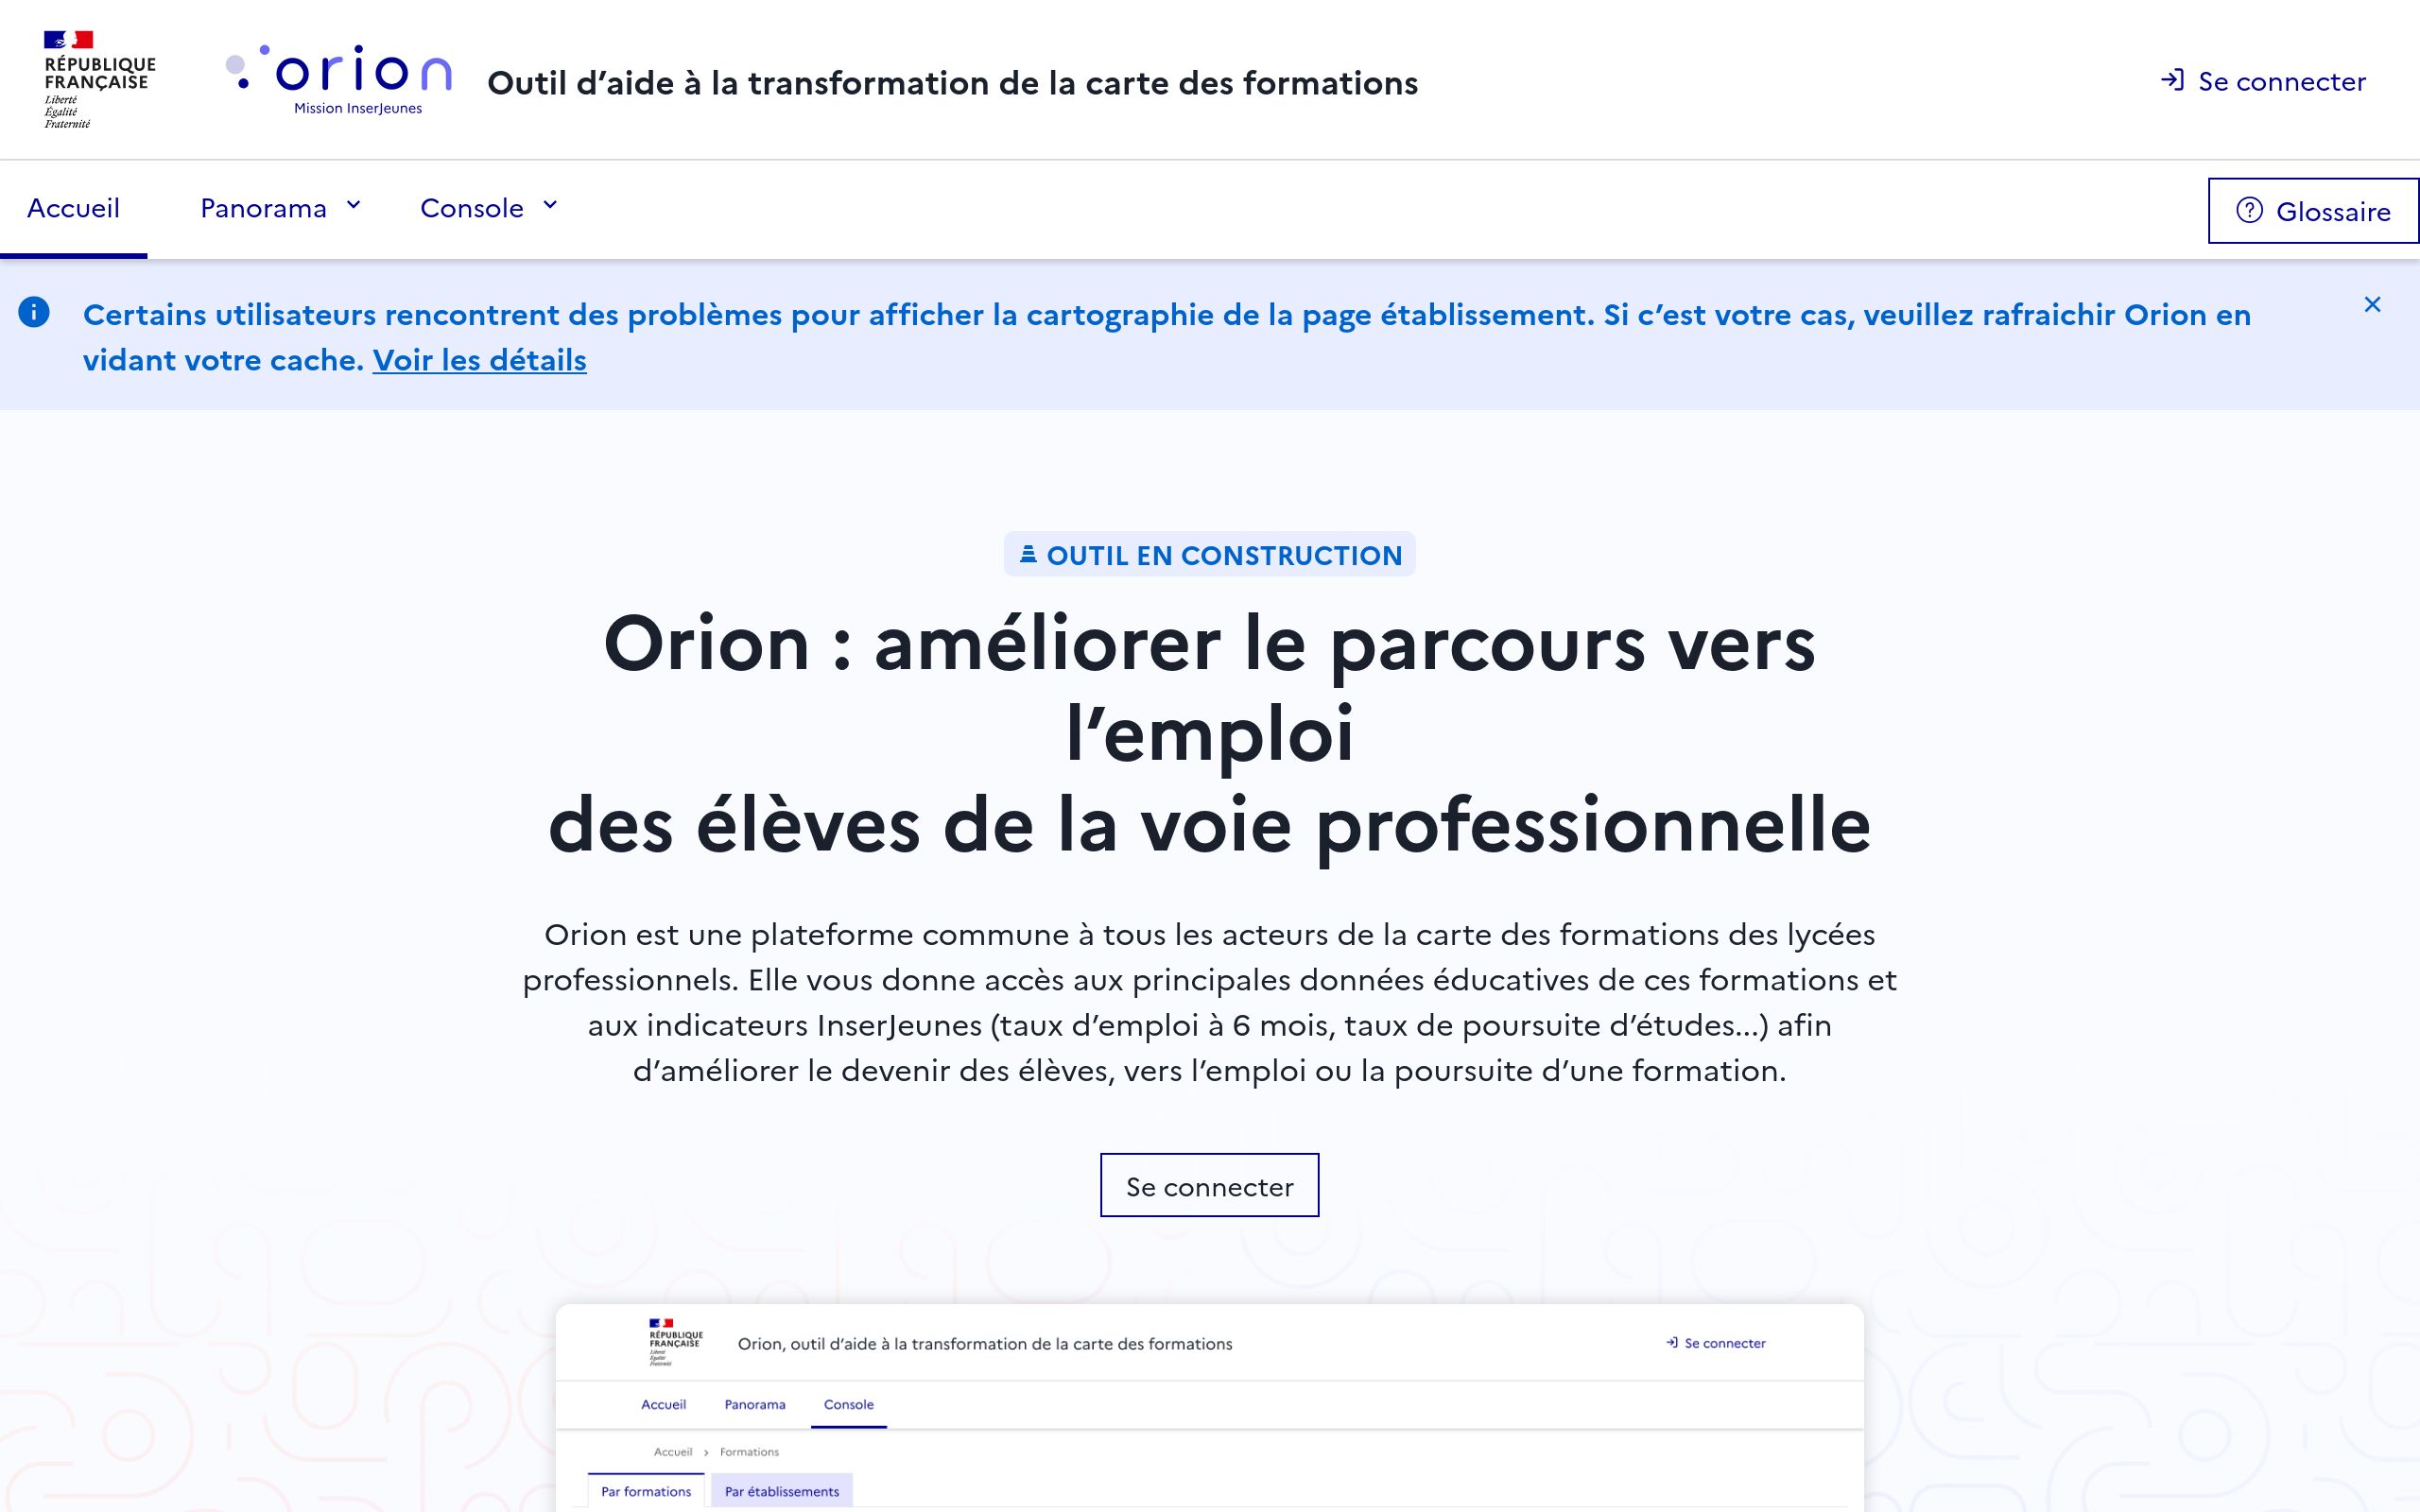 RÉPUBLIQUE
FRANÇAISE
Liberté
Égalité
Fraternité
orion
Mission InserJeunes
Outil d’aide à la transformation de la carte des formations
Se connecter
Accueil
Panorama
Console
Glossaire
Certains utilisateurs rencontrent des problèmes pour afficher la cartographie de la page établissement. Si c’est votre cas, veuillez rafraichir Orion en
vidant votre cache. Voir les détails
OUTIL EN CONSTRUCTION
Orion : améliorer le parcours vers
l’emploi
des élèves de la voie professionnelle
Orion est une plateforme commune à tous les acteurs de la carte des formations des lycées
professionnels. Elle vous donne accès aux principales données éducatives de ces formations et
aux indicateurs InserJeunes (taux d’emploi à 6 mois, taux de poursuite d’études...) afin
d’améliorer le devenir des élèves, vers l’emploi ou la poursuite d’une formation.
Se connecter
RÉPUBLIQUE
FRANÇAISE
Liberté
Égalité
Fraternité
Orion, outil d’aide à la transformation de la carte des formations
Se connecter
Accueil
Panorama
Console
Accueil > Formations
Par formations
Par établissements